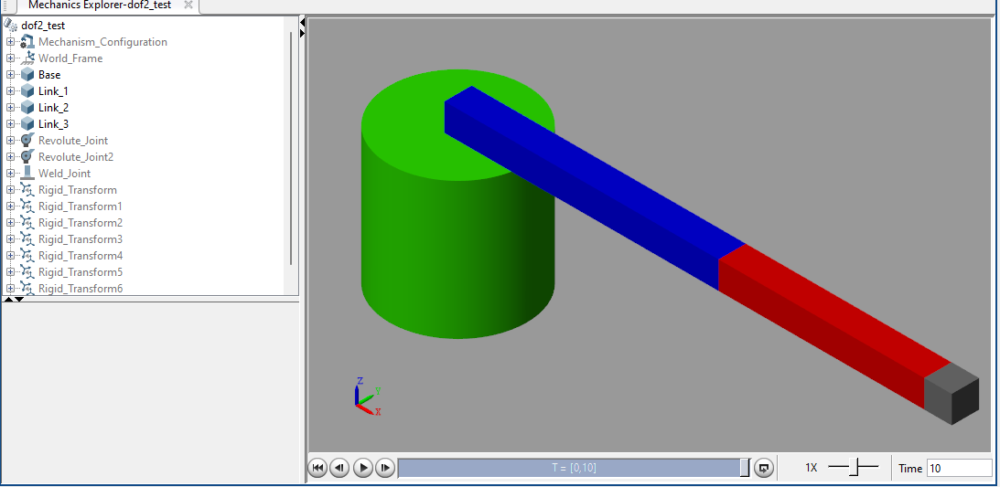 Mechanics Explorer-dof2_test
dof2_test
Mechanism_Configuration
World_Frame
Base
Link_1
Link_2
Link_3
Revolute_Joint
Revolute_Joint2
Weld_Joint
Rigid_Transform
Rigid_Transform1
Rigid_Transform2
Rigid_Transform3
Rigid_Transform4
Rigid_Transform5
Rigid_Transform6
Z
Y
X
T = [0,10]
1X
Time 10